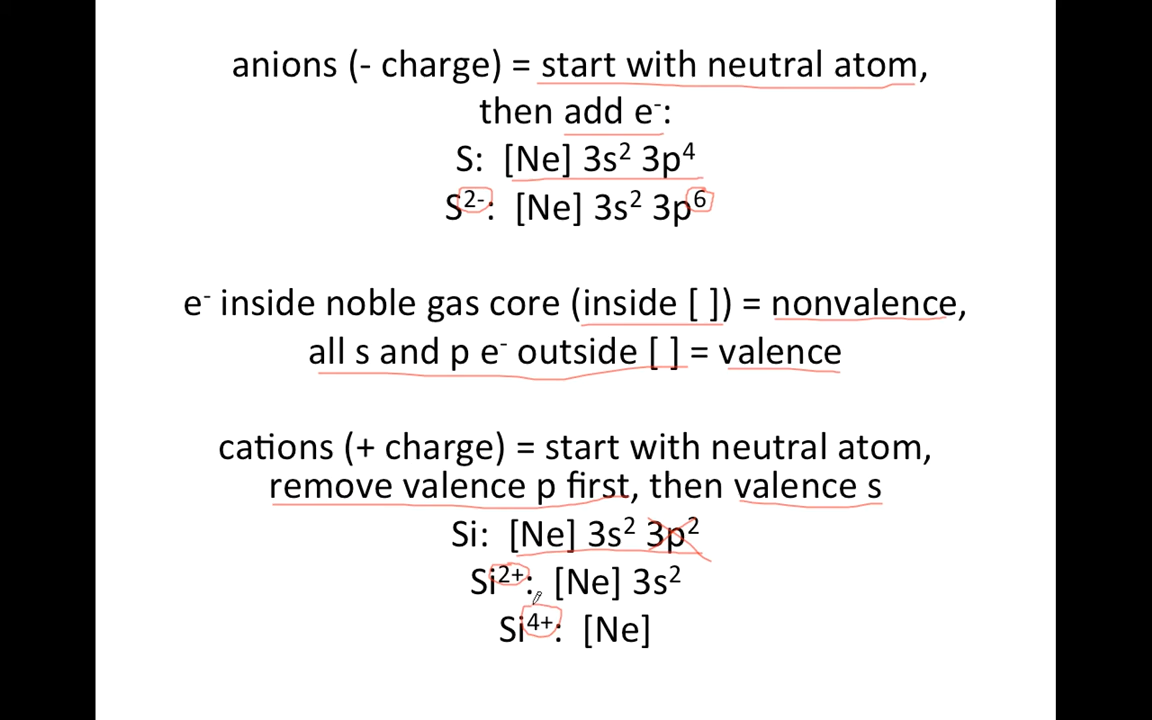 anions (- charge) = start with neutral atom,
then add e⁻:
S: [Ne] 3s² 3p⁴
S²⁻: [Ne] 3s² 3p⁶
e⁻ inside noble gas core (inside [ ]) = nonvalence,
all s and p e⁻ outside [ ] = valence
cations (+ charge) = start with neutral atom,
remove valence p first, then valence s
Si: [Ne] 3s² 3p²
Si²⁺: [Ne] 3s²
Si⁴⁺: [Ne]